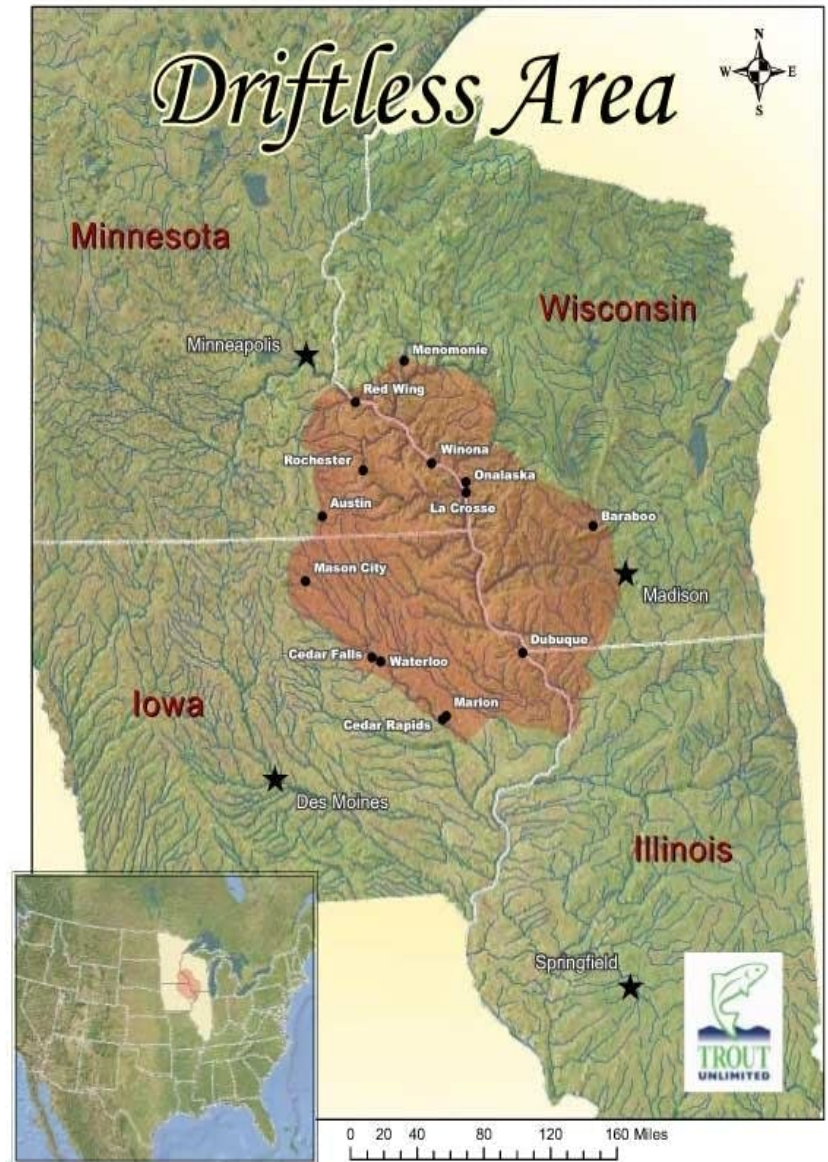 Driftless Area
N
W E
S
Minnesota
Wisconsin
Minneapolis
Menomonie
Red Wing
Winona
Rochester
Onalaska
La Crosse
Austin
Baraboo
Mason City
Madison
Dubuque
Cedar Falls
Waterloo
Iowa
Marion
Cedar Rapids
Des Moines
Illinois
Springfield
TROUT
UNLIMITED
0 20 40 80 120 160 Miles